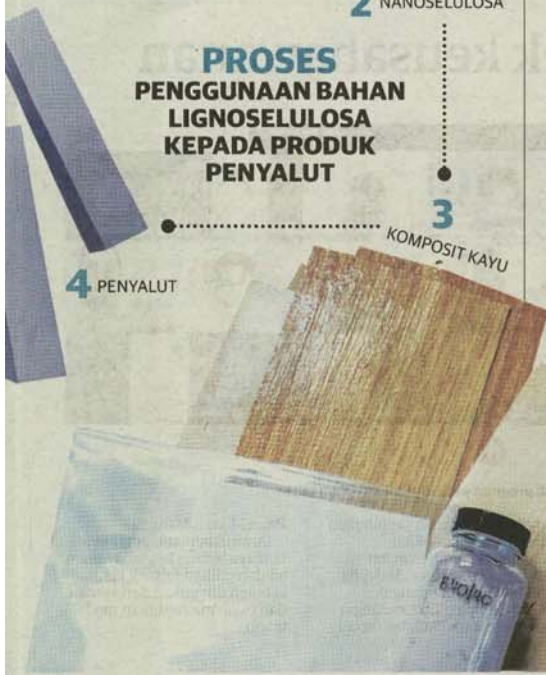 2 NANOSELULOSA
PROSES
PENGGUNAAN BAHAN
LIGNOSELULOSA
KEPADA PRODUK
PENYALUT
3
KOMPOSIT KAYU
4 PENYALUT